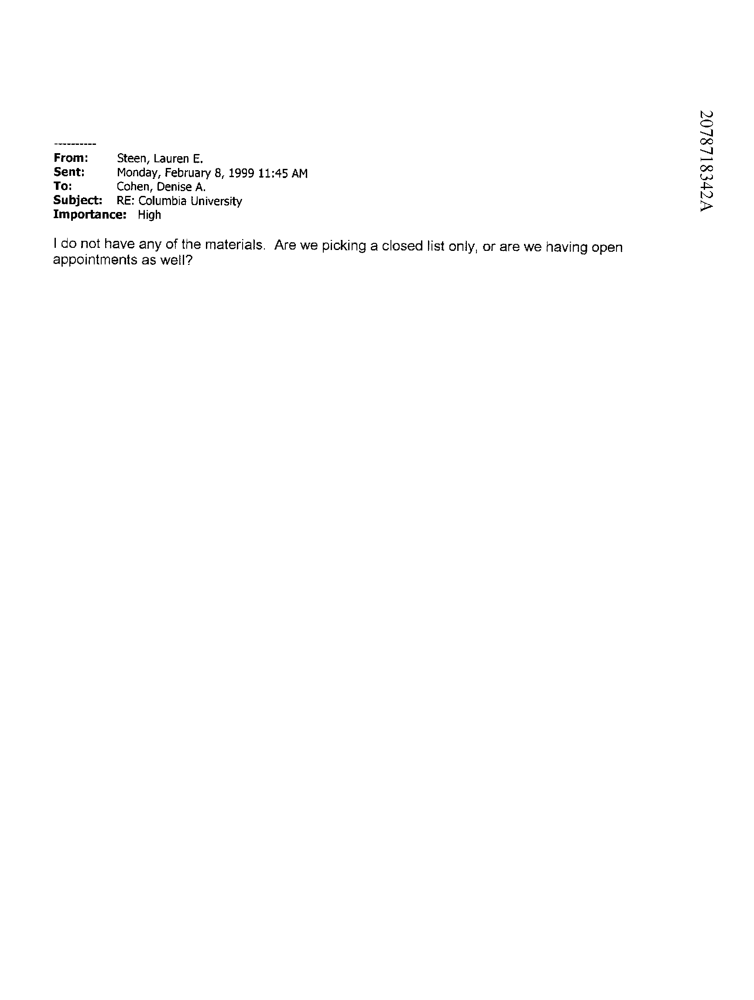 ----------
From: Steen, Lauren E.
Sent: Monday, February 8, 1999 11:45 AM
To: Cohen, Denise A.
Subject: RE: Columbia University
Importance: High
I do not have any of the materials. Are we picking a closed list only, or are we having open
appointments as well?
2078718342A